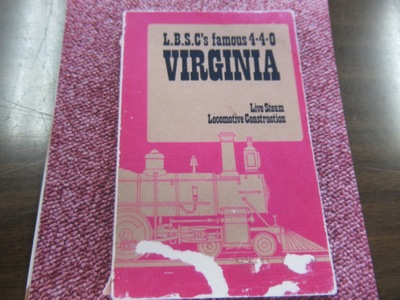 L.B.S.C's famous 4-4-0
VIRGINIA
Live Steam
Locomotive Construction